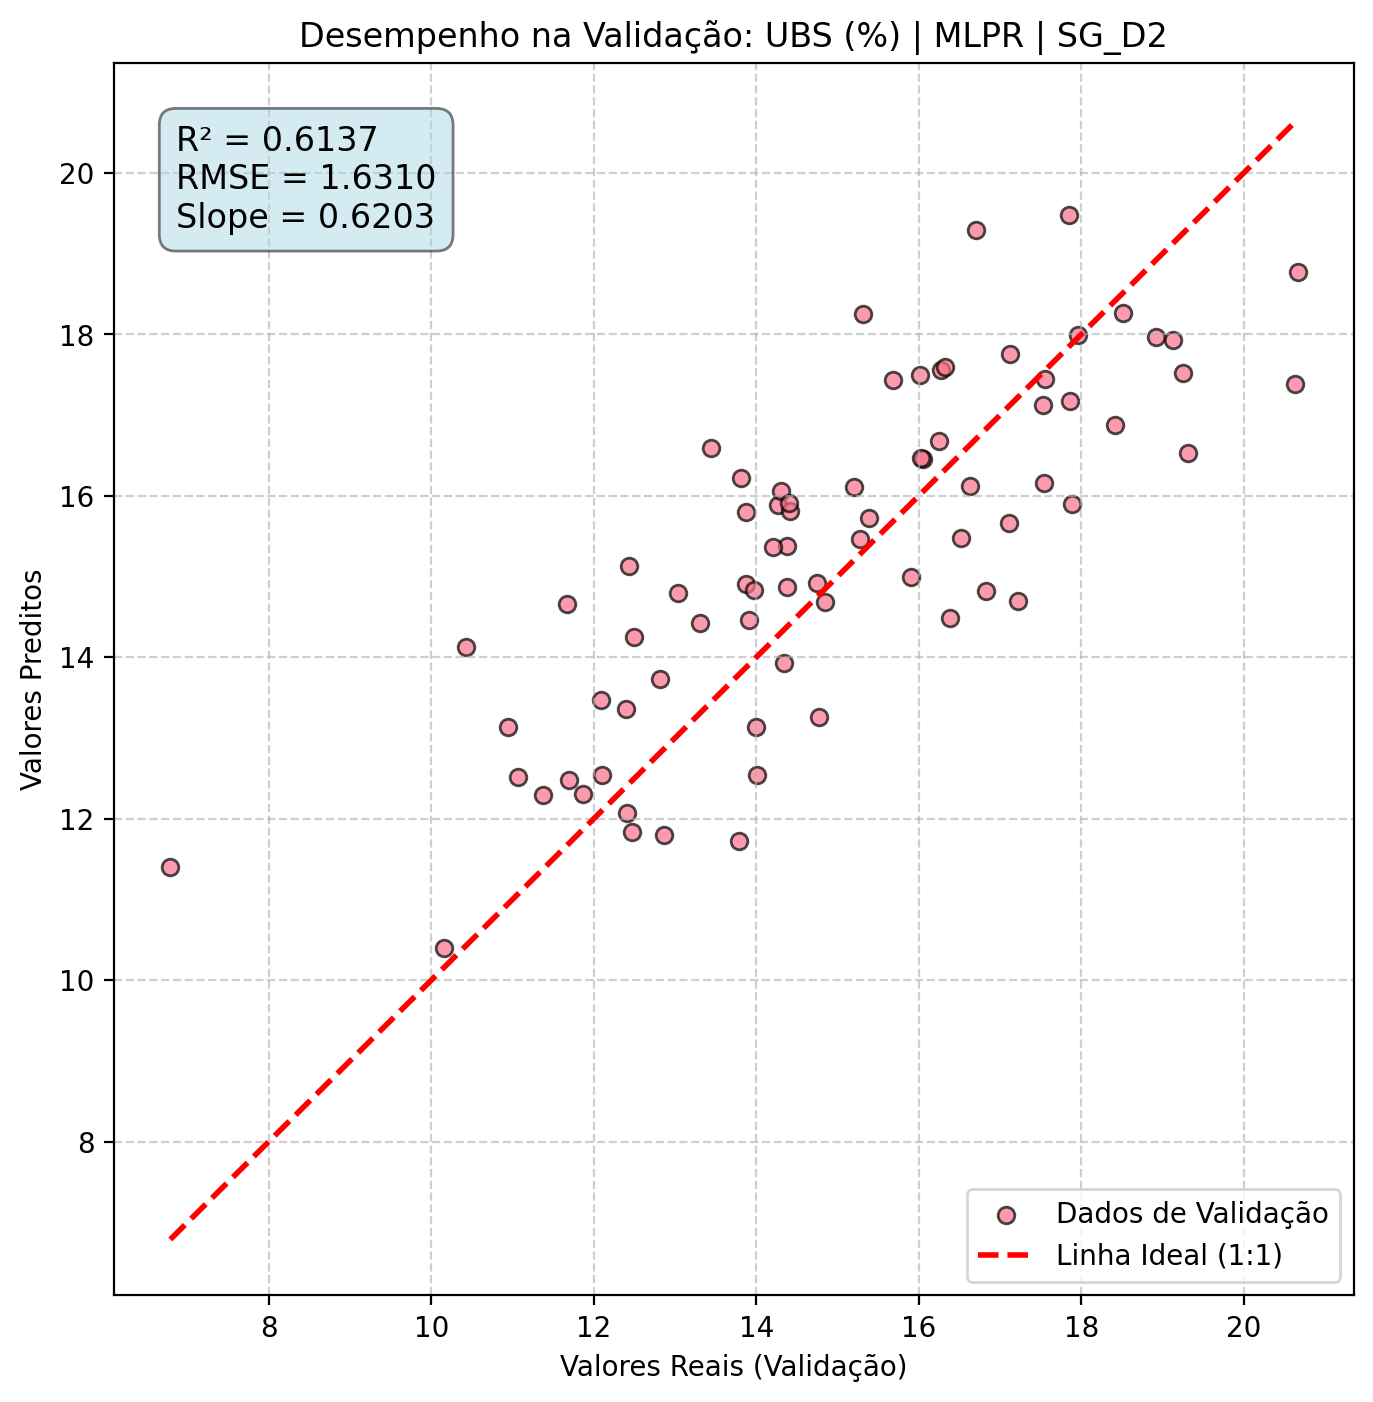 Desempenho na Validação: UBS (%) | MLPR | SG_D2
R² = 0.6137
RMSE = 1.6310
Slope = 0.6203
20
18
16
14
12
10
8
Valores Preditos
Dados de Validação
Linha Ideal (1:1)
8 10 12 14 16 18 20
Valores Reais (Validação)